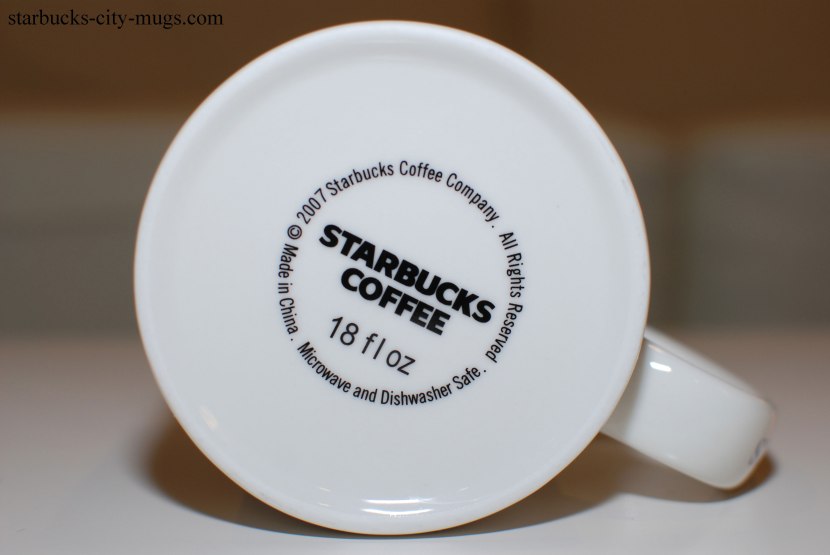 starbucks-city-mugs.com
© 2007 Starbucks Coffee Company. All Rights Reserved
STARBUCKS
COFFEE
18 fl oz
Made in China. Microwave and Dishwasher Safe.